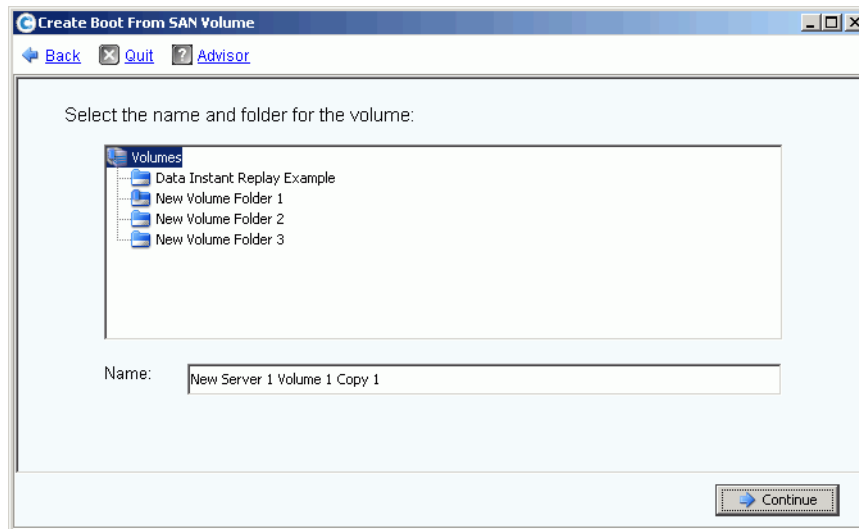 Create Boot From SAN Volume
Back Quit ? Advisor
Select the name and folder for the volume:
Volumes
Data Instant Replay Example
New Volume Folder 1
New Volume Folder 2
New Volume Folder 3
Name: New Server 1 Volume 1 Copy 1
Continue